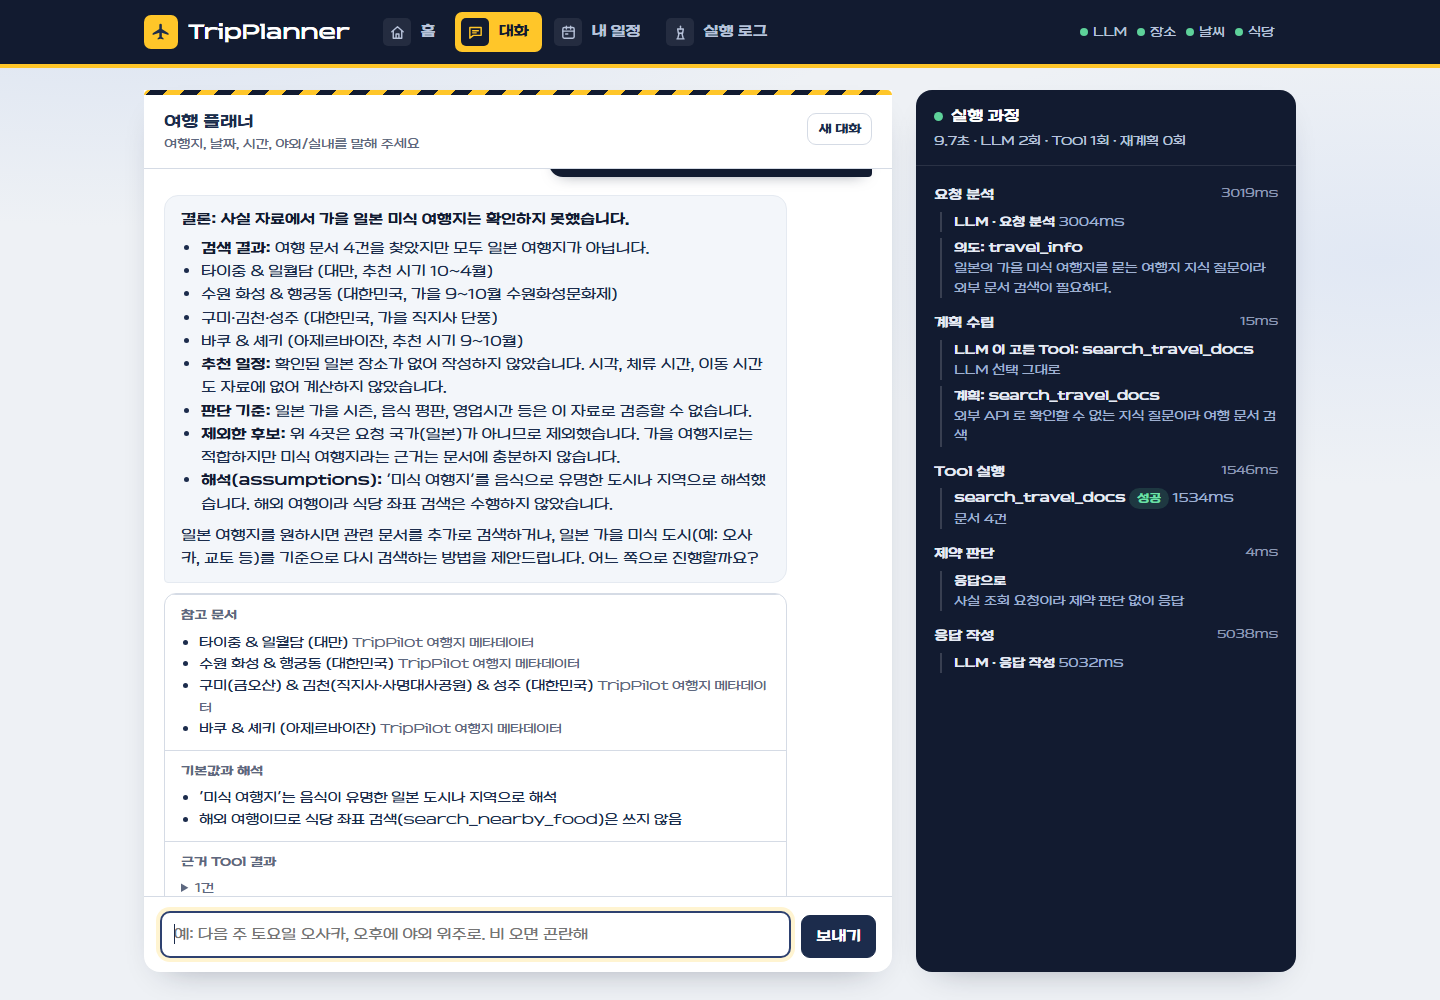 TripPlanner
홈
대화
내 일정
실행 로그
LLM
장소
날씨
식당
여행 플래너
여행지, 날짜, 시간, 야외/실내를 말해 주세요
새 대화
결론: 사실 자료에서 가을 일본 미식 여행지는 확인하지 못했습니다.
검색 결과: 여행 문서 4건을 찾았지만 모두 일본 여행지가 아닙니다.
타이중 & 일월담 (대만, 추천 시기 10~4월)
수원 화성 & 행궁동 (대한민국, 가을 9~10월 수원화성문화제)
구미·김천·성주 (대한민국, 가을 직지사 단풍)
바쿠 & 셰키 (아제르바이잔, 추천 시기 9~10월)
추천 일정: 확인된 일본 장소가 없어 작성하지 않았습니다. 시각, 체류 시간, 이동 시간
도 자료에 없어 계산하지 않았습니다.
판단 기준: 일본 가을 시즌, 음식 평판, 영업시간 등은 이 자료로 검증할 수 없습니다.
제외한 후보: 위 4곳은 요청 국가(일본)가 아니므로 제외했습니다. 가을 여행지로는
적합하지만 미식 여행지라는 근거는 문서에 충분하지 않습니다.
해석(assumptions): '미식 여행지'를 음식으로 유명한 도시나 지역으로 해석했
습니다. 해외 여행이라 식당 좌표 검색은 수행하지 않았습니다.
일본 여행지를 원하시면 관련 문서를 추가로 검색하거나, 일본 가을 미식 도시(예: 오사
카, 교토 등)를 기준으로 다시 검색하는 방법을 제안드립니다. 어느 쪽으로 진행할까요?
참고 문서
타이중 & 일월담 (대만) TripPilot 여행지 메타데이터
수원 화성 & 행궁동 (대한민국) TripPilot 여행지 메타데이터
구미(금오산) & 김천(직지사·사명대사공원) & 성주 (대한민국) TripPilot 여행지 메타데이
터
바쿠 & 셰키 (아제르바이잔) TripPilot 여행지 메타데이터
기본값과 해석
'미식 여행지'는 음식이 유명한 일본 도시나 지역으로 해석
해외 여행이므로 식당 좌표 검색(search_nearby_food)은 쓰지 않음
근거 Tool 결과
1건
예: 다음 주 토요일 오사카, 오후에 야외 위주로. 비 오면 곤란해
보내기
실행 과정
9.7초 · LLM 2회 · Tool 1회 · 재계획 0회
요청 분석 3019ms
LLM · 요청 분석 3004ms
의도: travel_info
일본의 가을 미식 여행지를 묻는 여행지 지식 질문이라
외부 문서 검색이 필요하다.
계획 수립 15ms
LLM 이 고른 Tool: search_travel_docs
LLM 선택 그대로
계획: search_travel_docs
외부 API 로 확인할 수 없는 지식 질문이라 여행 문서 검
색
Tool 실행 1546ms
search_travel_docs 성공 1534ms
문서 4건
제약 판단 4ms
응답으로
사실 조회 요청이라 제약 판단 없이 응답
응답 작성 5038ms
LLM · 응답 작성 5032ms